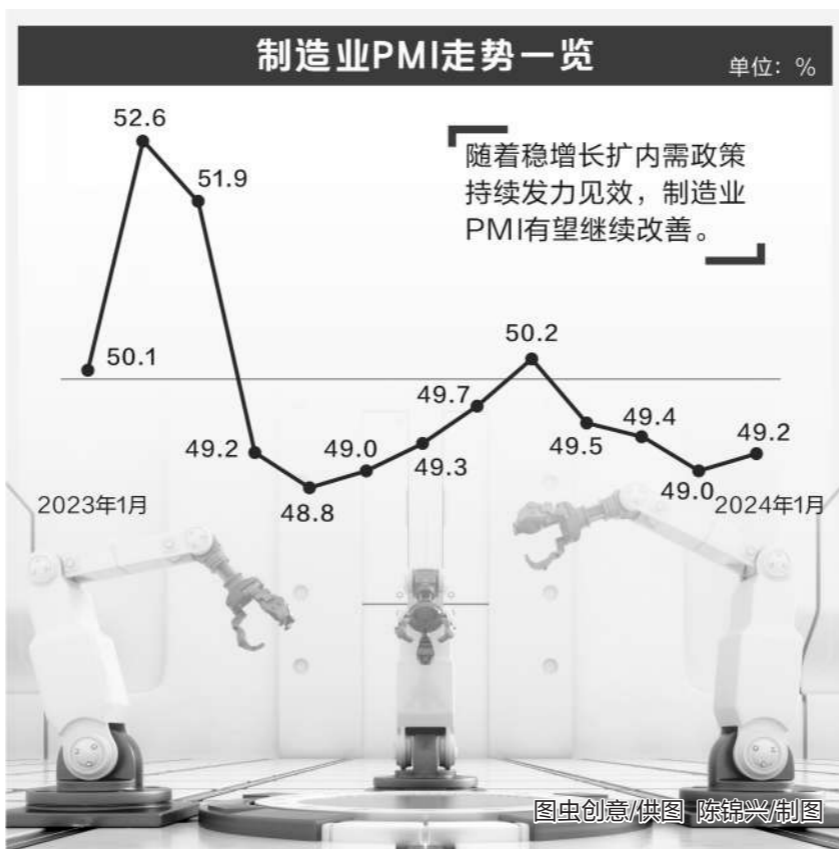 制造业PMI走势一览
单位：%
随着稳增长扩内需政策
持续发力见效，制造业
PMI有望继续改善。
52.6
51.9
50.1
50.2
49.7
49.2
49.0
49.3
49.5
49.4
49.2
48.8
49.0
2023年1月
2024年1月
图虫创意/供图 陈锦兴/制图